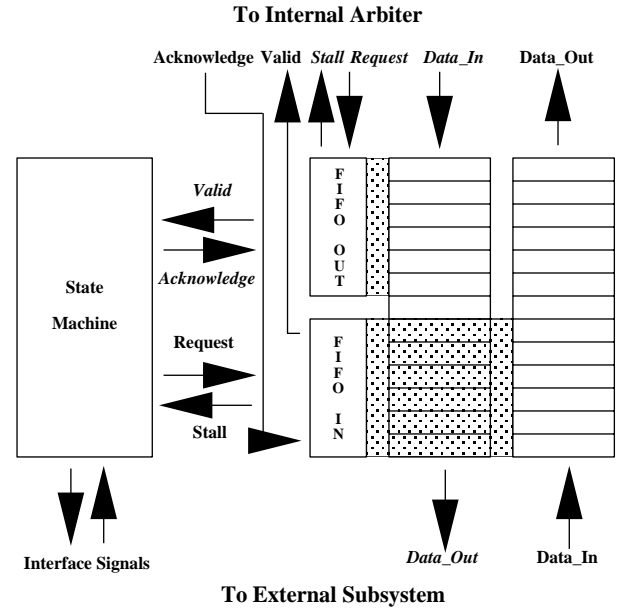 To Internal Arbiter
Acknowledge Valid Stall Request Data_In Data_Out
FIFO OUT
Valid
Acknowledge
State
Machine
Request
Stall
FIFO IN
Interface Signals
Data_Out
Data_In
To External Subsystem